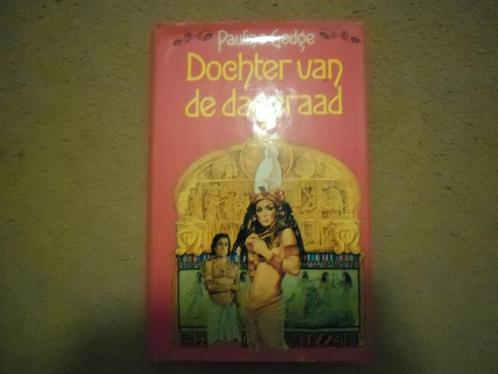 Pauline Gedge
Dochter van
de dageraad